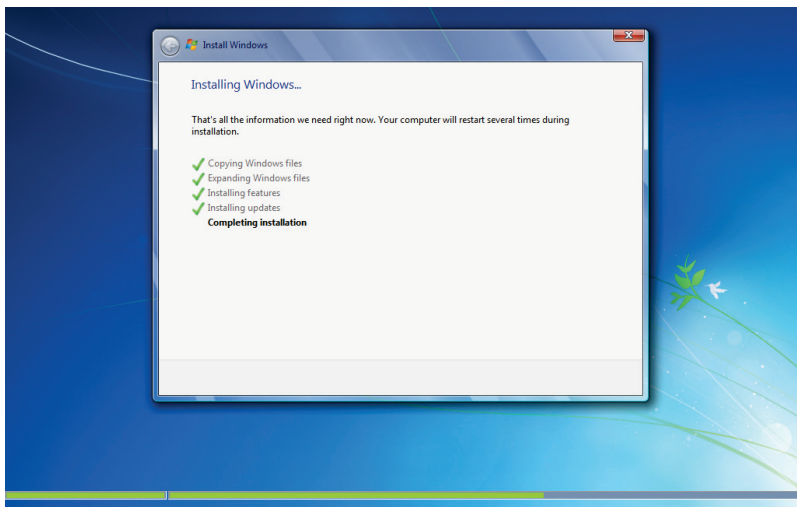 Install Windows
Installing Windows...
That's all the information we need right now. Your computer will restart several times during
installation.
Copying Windows files
Expanding Windows files
Installing features
Installing updates
Completing installation